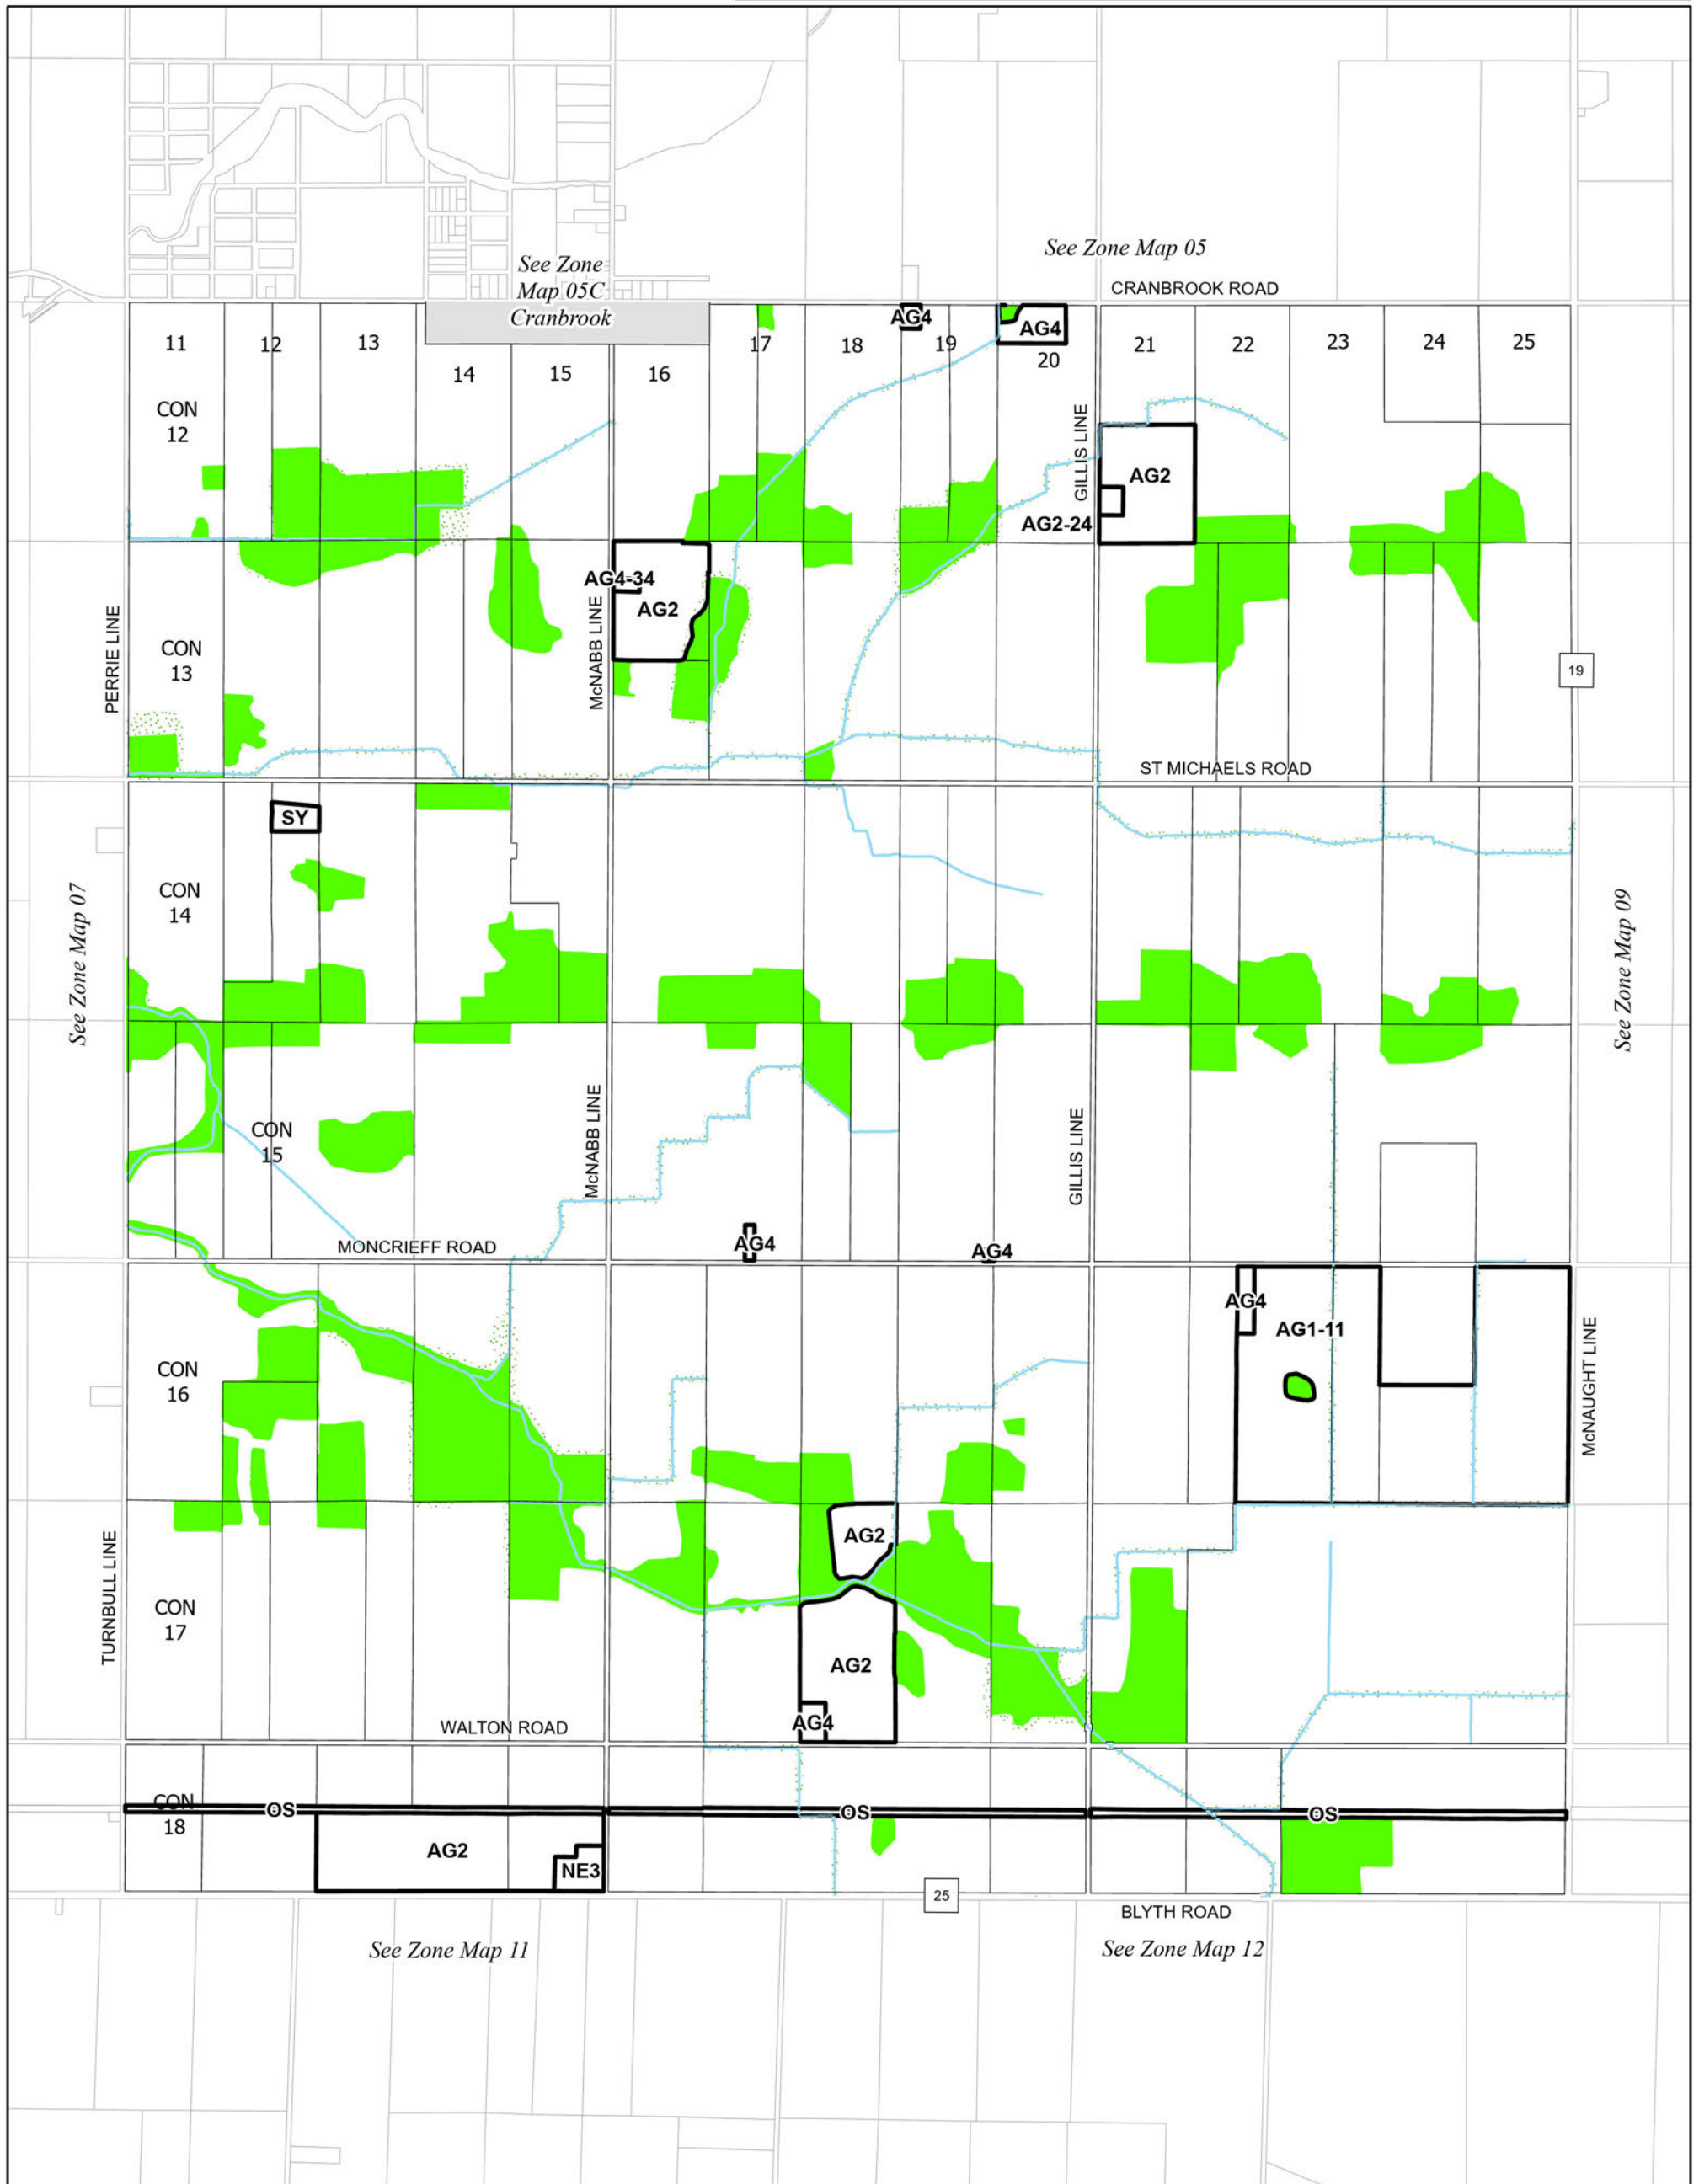 See Zone Map 05
See Zone
Map 05C
Cranbrook
CRANBROOK ROAD
AG4
AG4
11
12
13
14
15
16
17
18
19
20
21
22
23
24
25
CON
12
GILLIS LINE
AG2
AG2-24
AG4-34
AG2
PERRIE LINE
McNABB LINE
CON
13
19
ST MICHAELS ROAD
SY
CON
14
See Zone Map 07
See Zone Map 09
CON
15
McNABB LINE
GILLIS LINE
MONCRIEFF ROAD
AG4
AG4
AG4
AG1-11
CON
16
McNAUGHT LINE
AG2
TURNBULL LINE
CON
17
AG2
AG4
WALTON ROAD
CON
18
OS
OS
OS
AG2
NE3
25
BLYTH ROAD
See Zone Map 11
See Zone Map 12